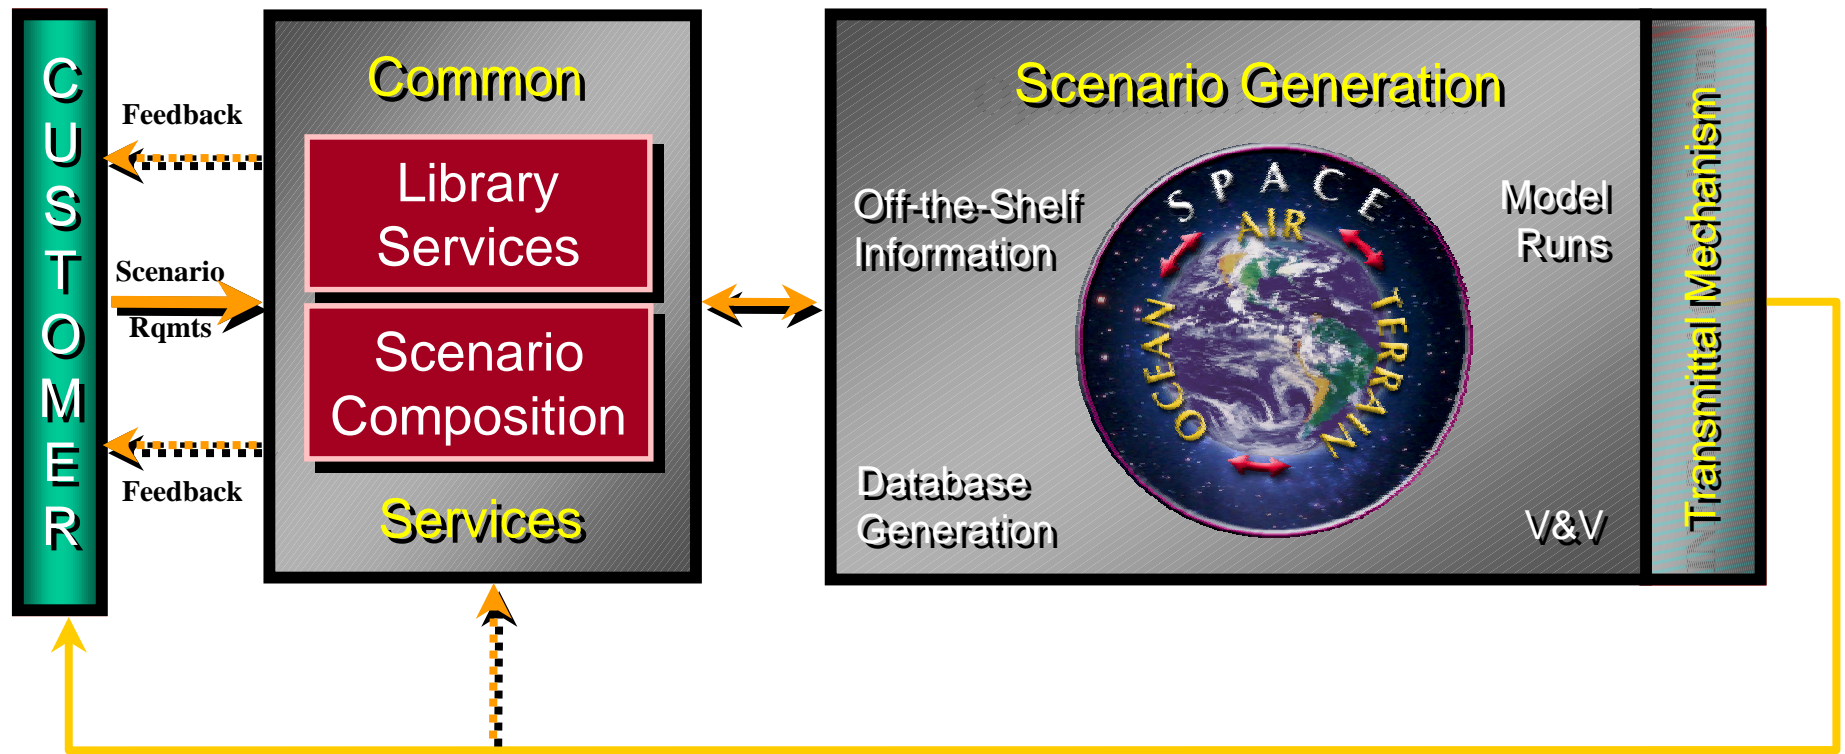 CUSTOMER
Feedback
Scenario
Rqmts
Feedback
Common
Library
Services
Scenario
Composition
Services
Scenario Generation
Off-the-Shelf
Information
Model
Runs
SPACE
AIR
OCEAN
TERRAIN
Database
Generation
V&V
Transmittal Mechanism